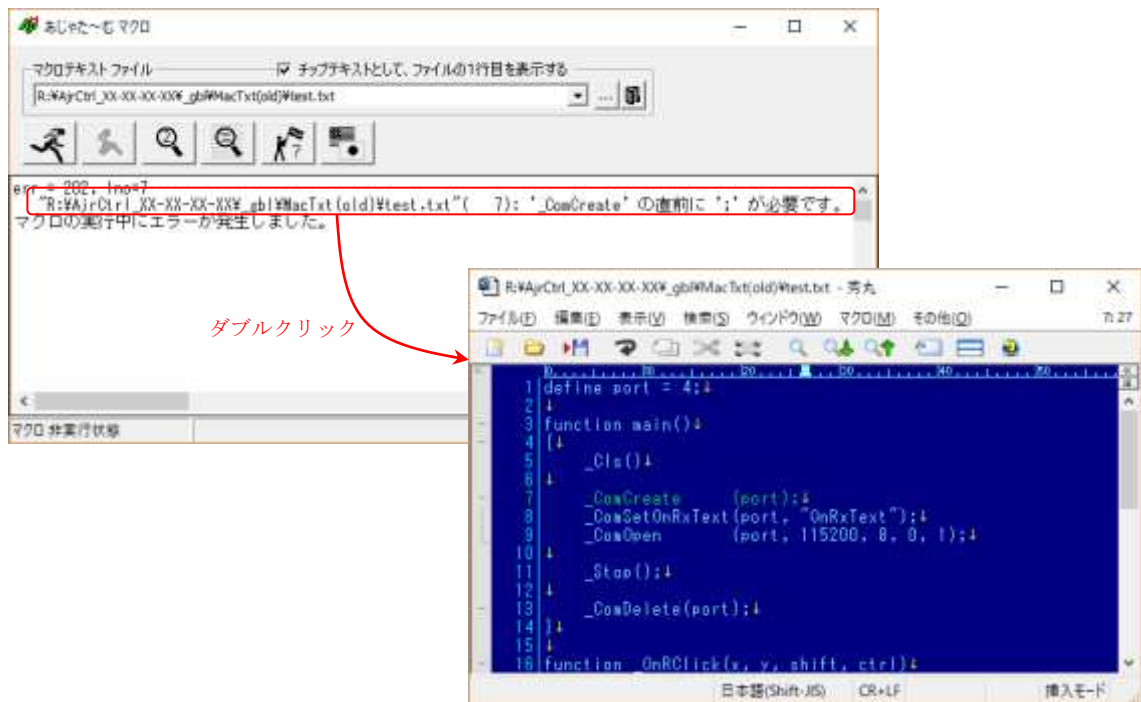 あじゃた～む マクロ
マクロテキスト ファイル
チップテキストとして、ファイルの1行目を表示する
R:¥AjrCtrl_XX-XX-XX-XX¥_gbl¥MacTxt(old)¥test.txt
err = 202, lno=7
"R:¥AjrCtrl_XX-XX-XX-XX¥_gbl¥MacTxt(old)¥test.txt"( 7): '_ComCreate' の直前に ';' が必要です。
マクロの実行中にエラーが発生しました。
マクロ 非実行状態
ダブルクリック
R:¥AjrCtrl_XX-XX-XX-XX¥_gbl¥MacTxt(old)¥test.txt - 秀丸
ファイル(F) 編集(E) 表示(V) 検索(S) ウィンドウ(W) マクロ(M) その他(O) 7: 27
0 10 20 30 40 50
1 define port = 4;↓
2 ↓
3 function main()↓
4 {↓
5 _Cls()↓
6 ↓
7 _ComCreate (port);↓
8 _ComSetOnRxText(port, "OnRxText");↓
9 _ComOpen (port, 115200, 8, 0, 1);↓
10 ↓
11 _Stop();↓
12 ↓
13 _ComDelete(port);↓
14 }↓
15 ↓
16 function _OnRClick(x, y, shift, ctrl)↓
日本語(Shift-JIS) CR+LF 挿入モード